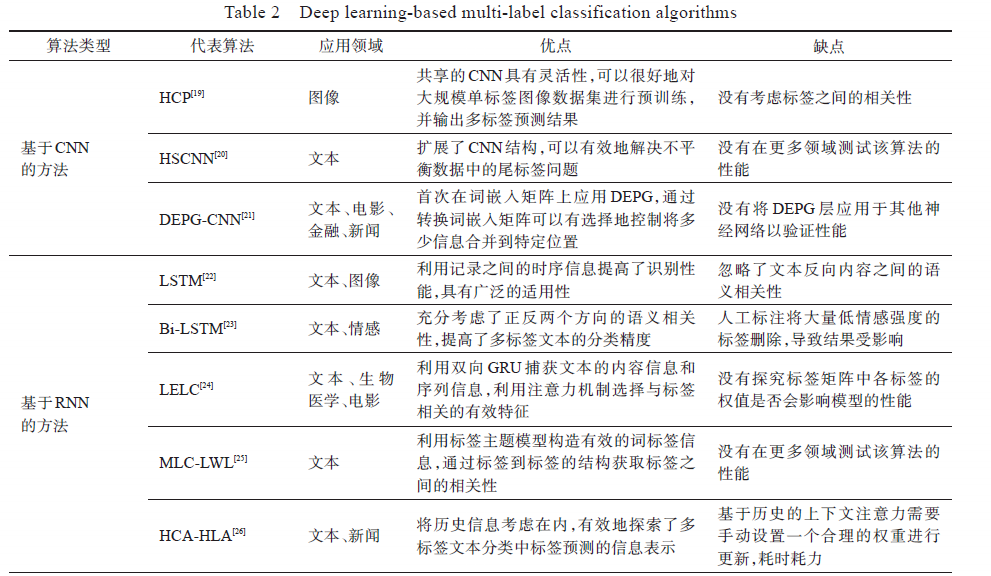 Table 2 Deep learning-based multi-label classification algorithms
算法类型 代表算法 应用领域 优点 缺点
基于CNN的方法
HCP[19] 图像
共享的CNN具有灵活性,可以很好地对
大规模单标签图像数据集进行预训练,
并输出多标签预测结果
没有考虑标签之间的相关性
HSCNN[20] 文本
扩展了CNN结构,可以有效地解决不平
衡数据中的尾标签问题
没有在更多领域测试该算法的
性能
DEPG-CNN[21]
文本、电影、
金融、新闻
首次在词嵌入矩阵上应用DEPG,通过
转换词嵌入矩阵可以有选择地控制将多
少信息合并到特定位置
没有将DEPG层应用于其他神
经网络以验证性能
基于RNN
的方法
LSTM[22] 文本、图像
利用记录之间的时序信息提高了识别性
能,具有广泛的适用性
忽略了文本反向内容之间的语
义相关性
Bi-LSTM[23] 文本、情感
充分考虑了正反两个方向的语义相关
性,提高了多标签文本的分类精度
人工标注将大量低情感强度的
标签删除,导致结果受影响
LELC[24]
文本、生物
医学、电影
利用双向GRU捕获文本的内容信息和
序列信息,利用注意力机制选择与标签
相关的有效特征
没有探究标签矩阵中各标签的
权值是否会影响模型的性能
MLC-LWL[25] 文本
利用标签主题模型构造有效的词标签信
息,通过标签到标签的结构获取标签之
间的相关性
没有在更多领域测试该算法的
性能
HCA-HLA[26] 文本、新闻
将历史信息考虑在内,有效地探索了多
标签文本分类中标签预测的信息表示
基于历史的上下文注意力需要
手动设置一个合理的权重进行
更新,耗时耗力